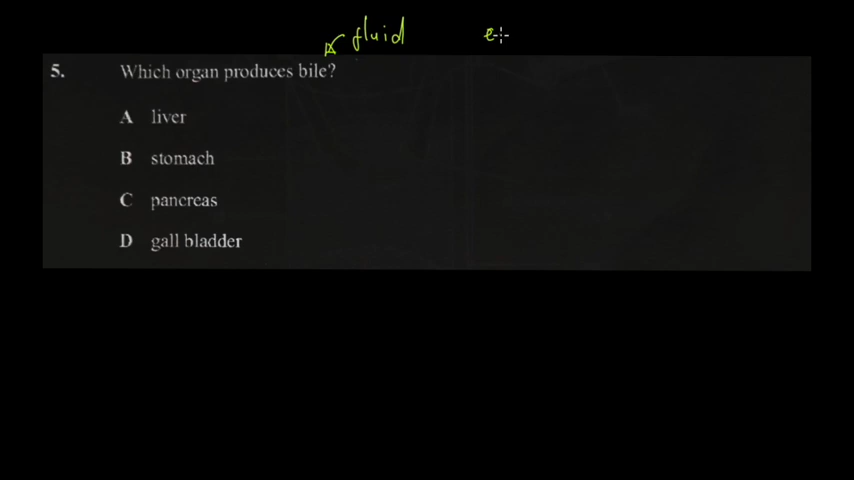 fluid e
5. Which organ produces bile?
A liver
B stomach
C pancreas
D gall bladder